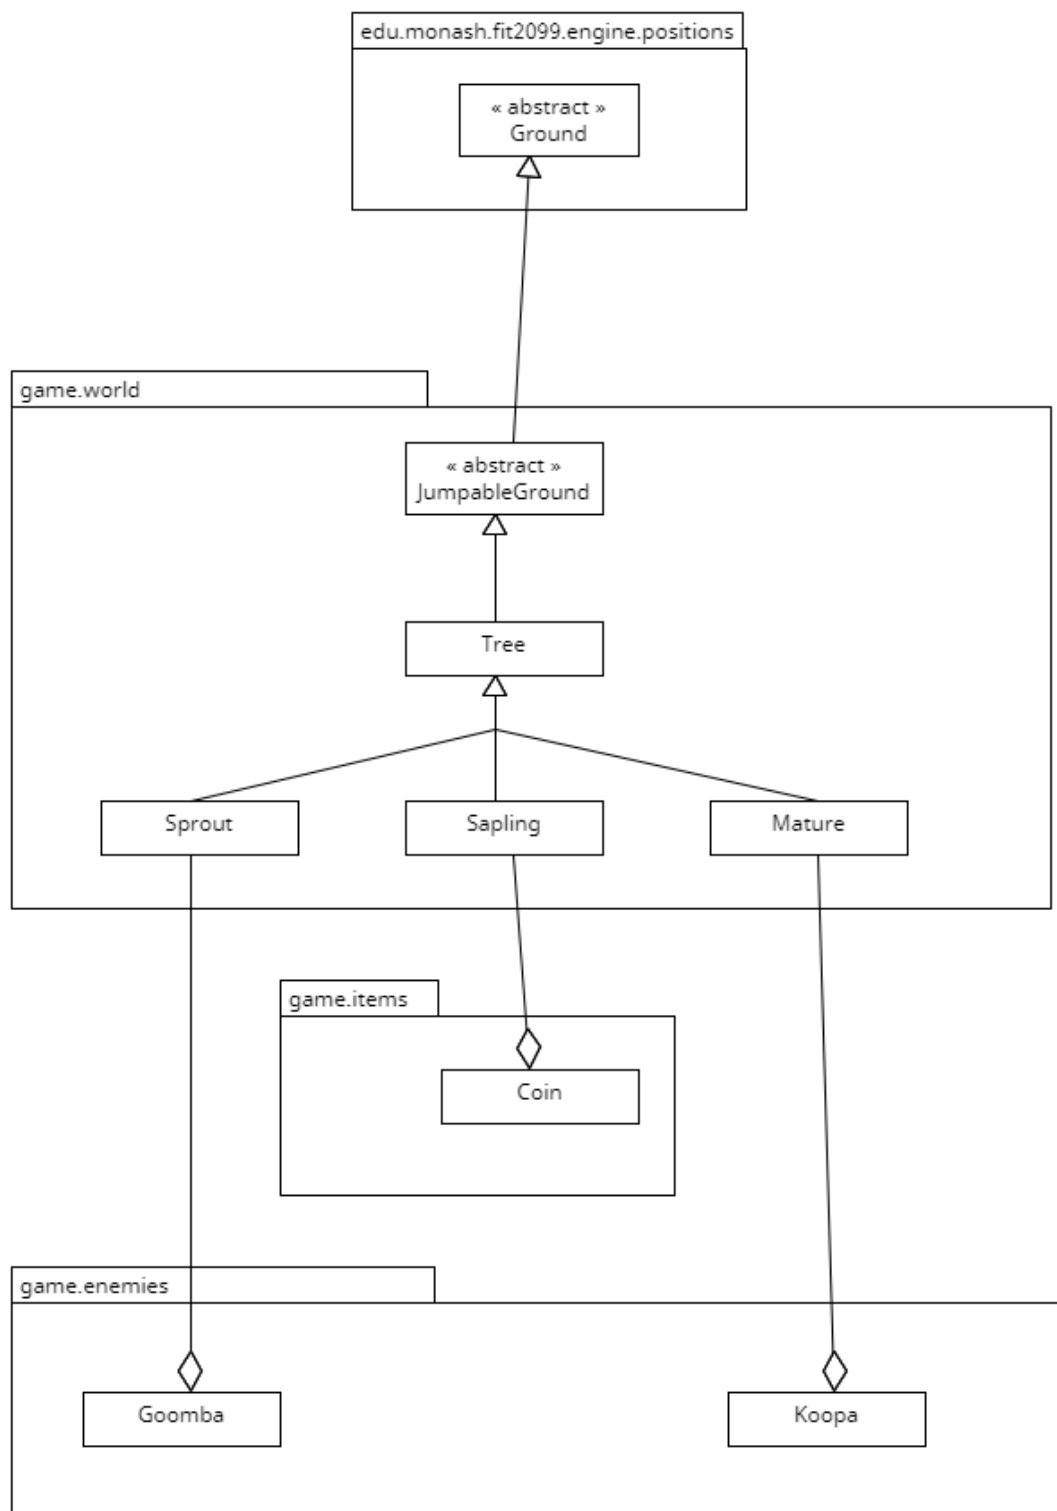 edu.monash.fit2099.engine.positions
« abstract »
Ground
game.world
« abstract »
JumpableGround
Tree
Sprout
Sapling
Mature
game.items
Coin
game.enemies
Goomba
Koopa